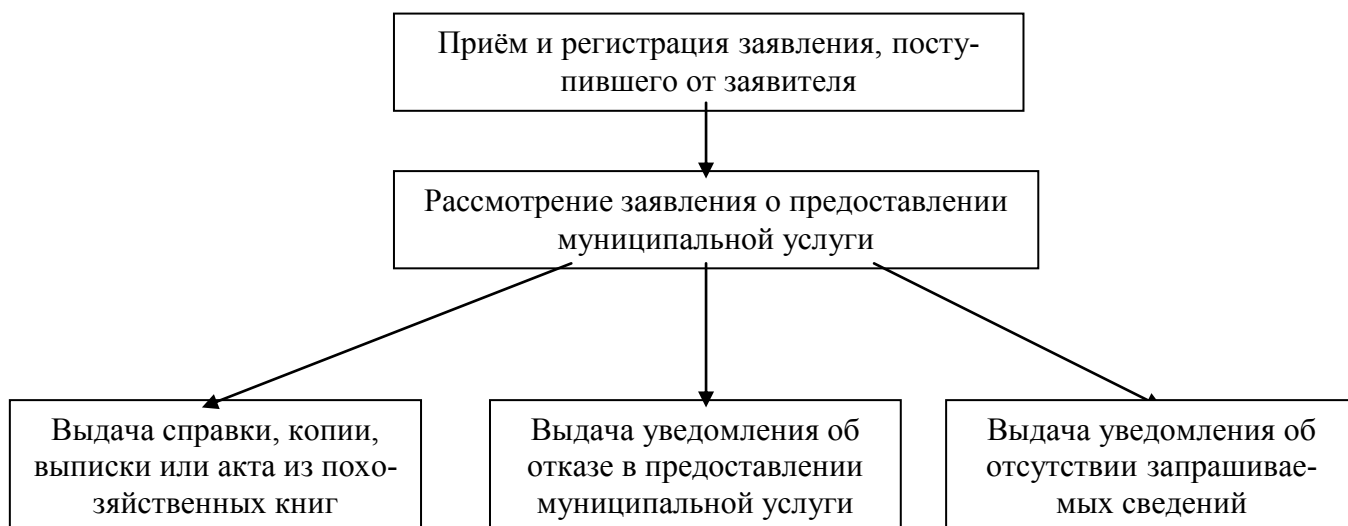 Приём и регистрация заявления, посту-
пившего от заявителя
Рассмотрение заявления о предоставлении
муниципальной услуги
Выдача справки, копии,
выписки или акта из похо-
зяйственных книг
Выдача уведомления об
отказе в предоставлении
муниципальной услуги
Выдача уведомления об
отсутствии запрашивае-
мых сведений